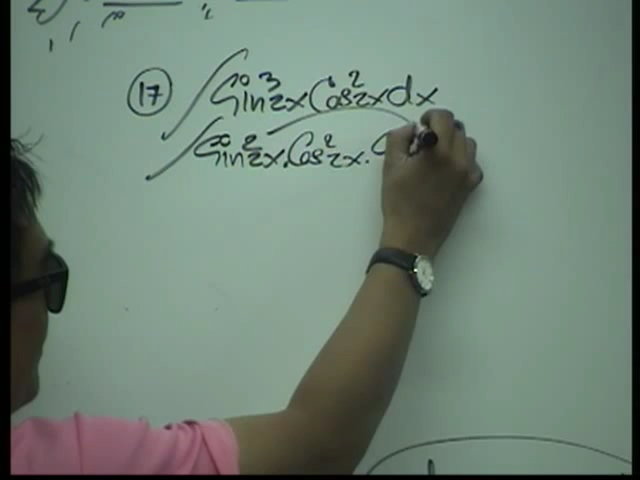 17 ∫ Sin³2x Cos²2x dx
∫ Sin²2x · Cos²2x ·